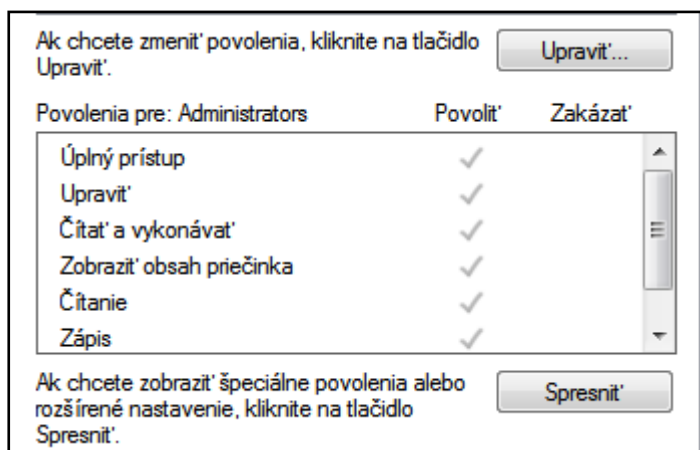 Ak chcete zmeniť povolenia, kliknite na tlačidlo
Upraviť.
Upraviť...
Povolenia pre: Administrators Povoliť Zakázať
Úplný prístup
Upraviť
Čítať a vykonávať
Zobraziť obsah priečinka
Čítanie
Zápis
Ak chcete zobraziť špeciálne povolenia alebo
rozšírené nastavenie, kliknite na tlačidlo
Spresniť.
Spresniť